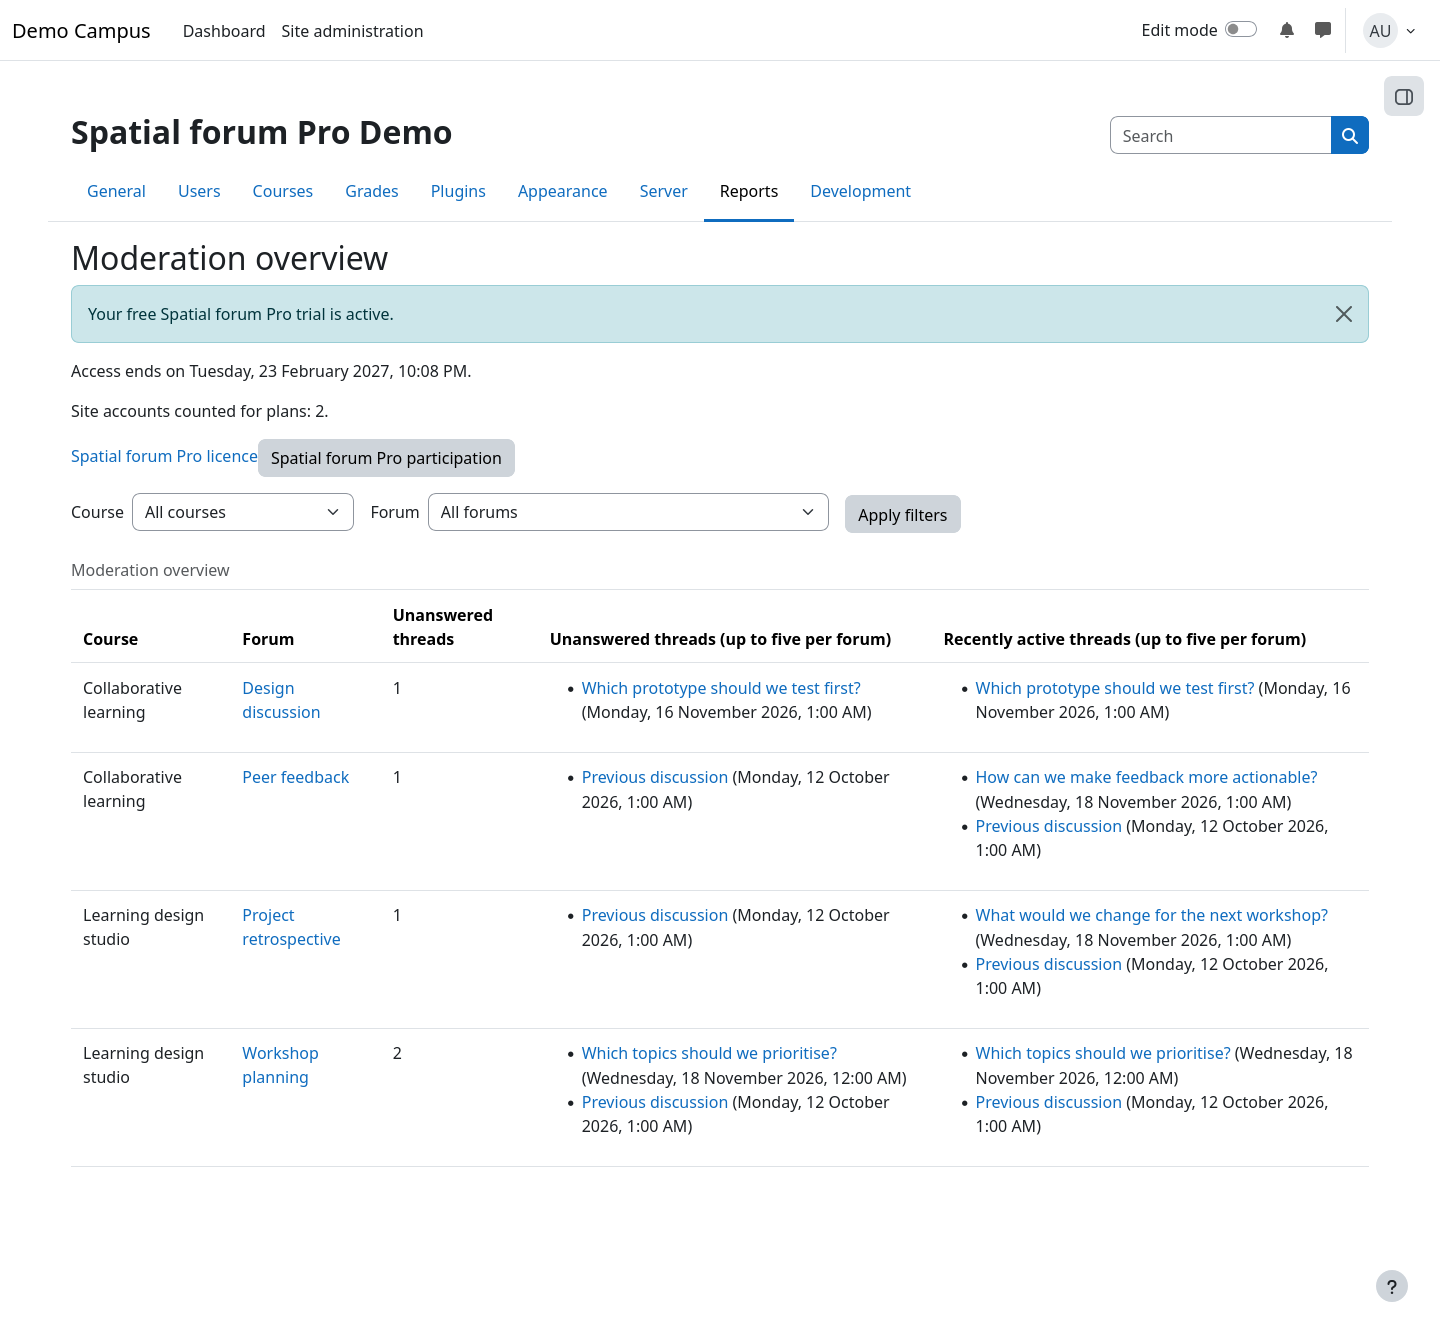 Demo Campus Dashboard Site administration Edit mode AU
Spatial forum Pro Demo
Search
General Users Courses Grades Plugins Appearance Server Reports Development
Moderation overview
Your free Spatial forum Pro trial is active.
Access ends on Tuesday, 23 February 2027, 10:08 PM.
Site accounts counted for plans: 2.
Spatial forum Pro licence Spatial forum Pro participation
Course All courses Forum All forums Apply filters
Moderation overview
Course
Forum
Unanswered
threads
Unanswered threads (up to five per forum)
Recently active threads (up to five per forum)
Collaborative
learning
Design
discussion
1
• Which prototype should we test first?
(Monday, 16 November 2026, 1:00 AM)
• Which prototype should we test first? (Monday, 16
November 2026, 1:00 AM)
Collaborative
learning
Peer feedback
1
• Previous discussion (Monday, 12 October
2026, 1:00 AM)
• How can we make feedback more actionable?
(Wednesday, 18 November 2026, 1:00 AM)
• Previous discussion (Monday, 12 October 2026,
1:00 AM)
Learning design
studio
Project
retrospective
1
• Previous discussion (Monday, 12 October
2026, 1:00 AM)
• What would we change for the next workshop?
(Wednesday, 18 November 2026, 1:00 AM)
• Previous discussion (Monday, 12 October 2026,
1:00 AM)
Learning design
studio
Workshop
planning
2
• Which topics should we prioritise?
(Wednesday, 18 November 2026, 12:00 AM)
• Previous discussion (Monday, 12 October
2026, 1:00 AM)
• Which topics should we prioritise? (Wednesday, 18
November 2026, 12:00 AM)
• Previous discussion (Monday, 12 October 2026,
1:00 AM)
?